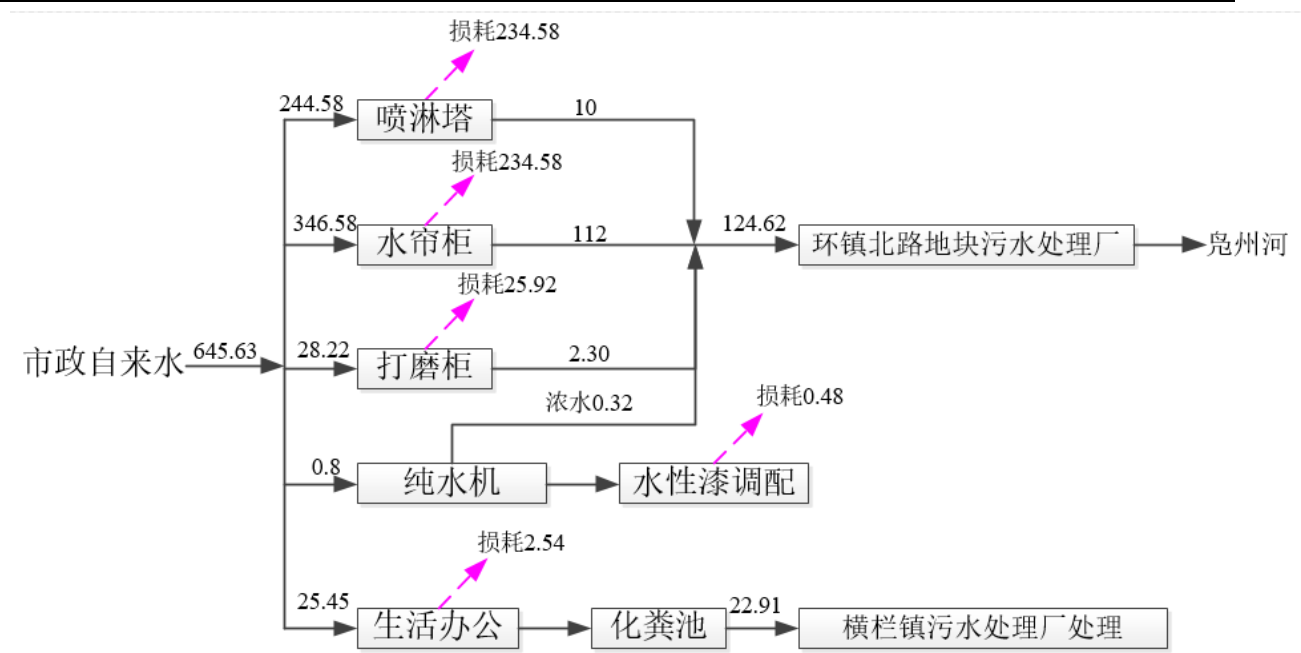 损耗234.58
244.58
喷淋塔
10
损耗234.58
346.58
水帘柜
112
124.62
环镇北路地块污水处理厂
凫州河
损耗25.92
市政自来水
645.63
28.22
打磨柜
2.30
浓水0.32
损耗0.48
0.8
纯水机
水性漆调配
损耗2.54
25.45
生活办公
化粪池
22.91
横栏镇污水处理厂处理